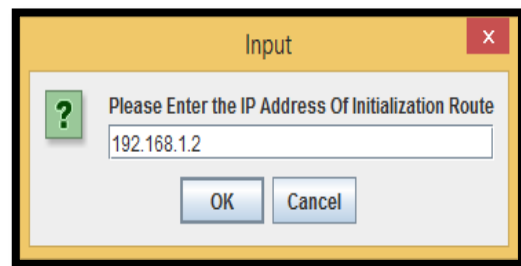 Input
x
?
Please Enter the IP Address Of Initialization Route
192.168.1.2
OK Cancel